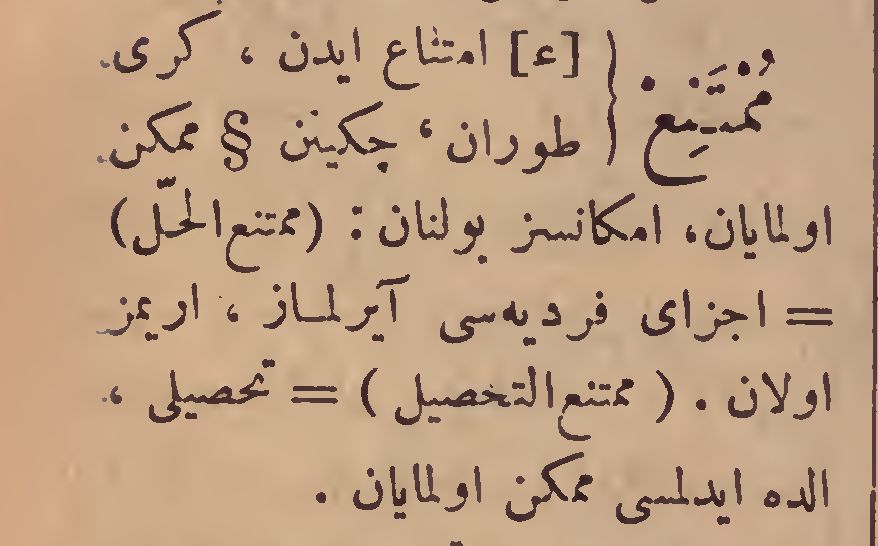 مُمْتَنِعْ { [ع] امتناع ایدن ، کری
طوران ، چکینن § ممکن
اولمایان، امکانسز بولنان : (ممتنع‌الحلّ)
= اجزای فردیه‌سی آیرلماز ، اریمز
اولان . ( ممتنع‌التحصیل ) = تحصیلی ،
الده ایدلمسی ممکن اولمایان .